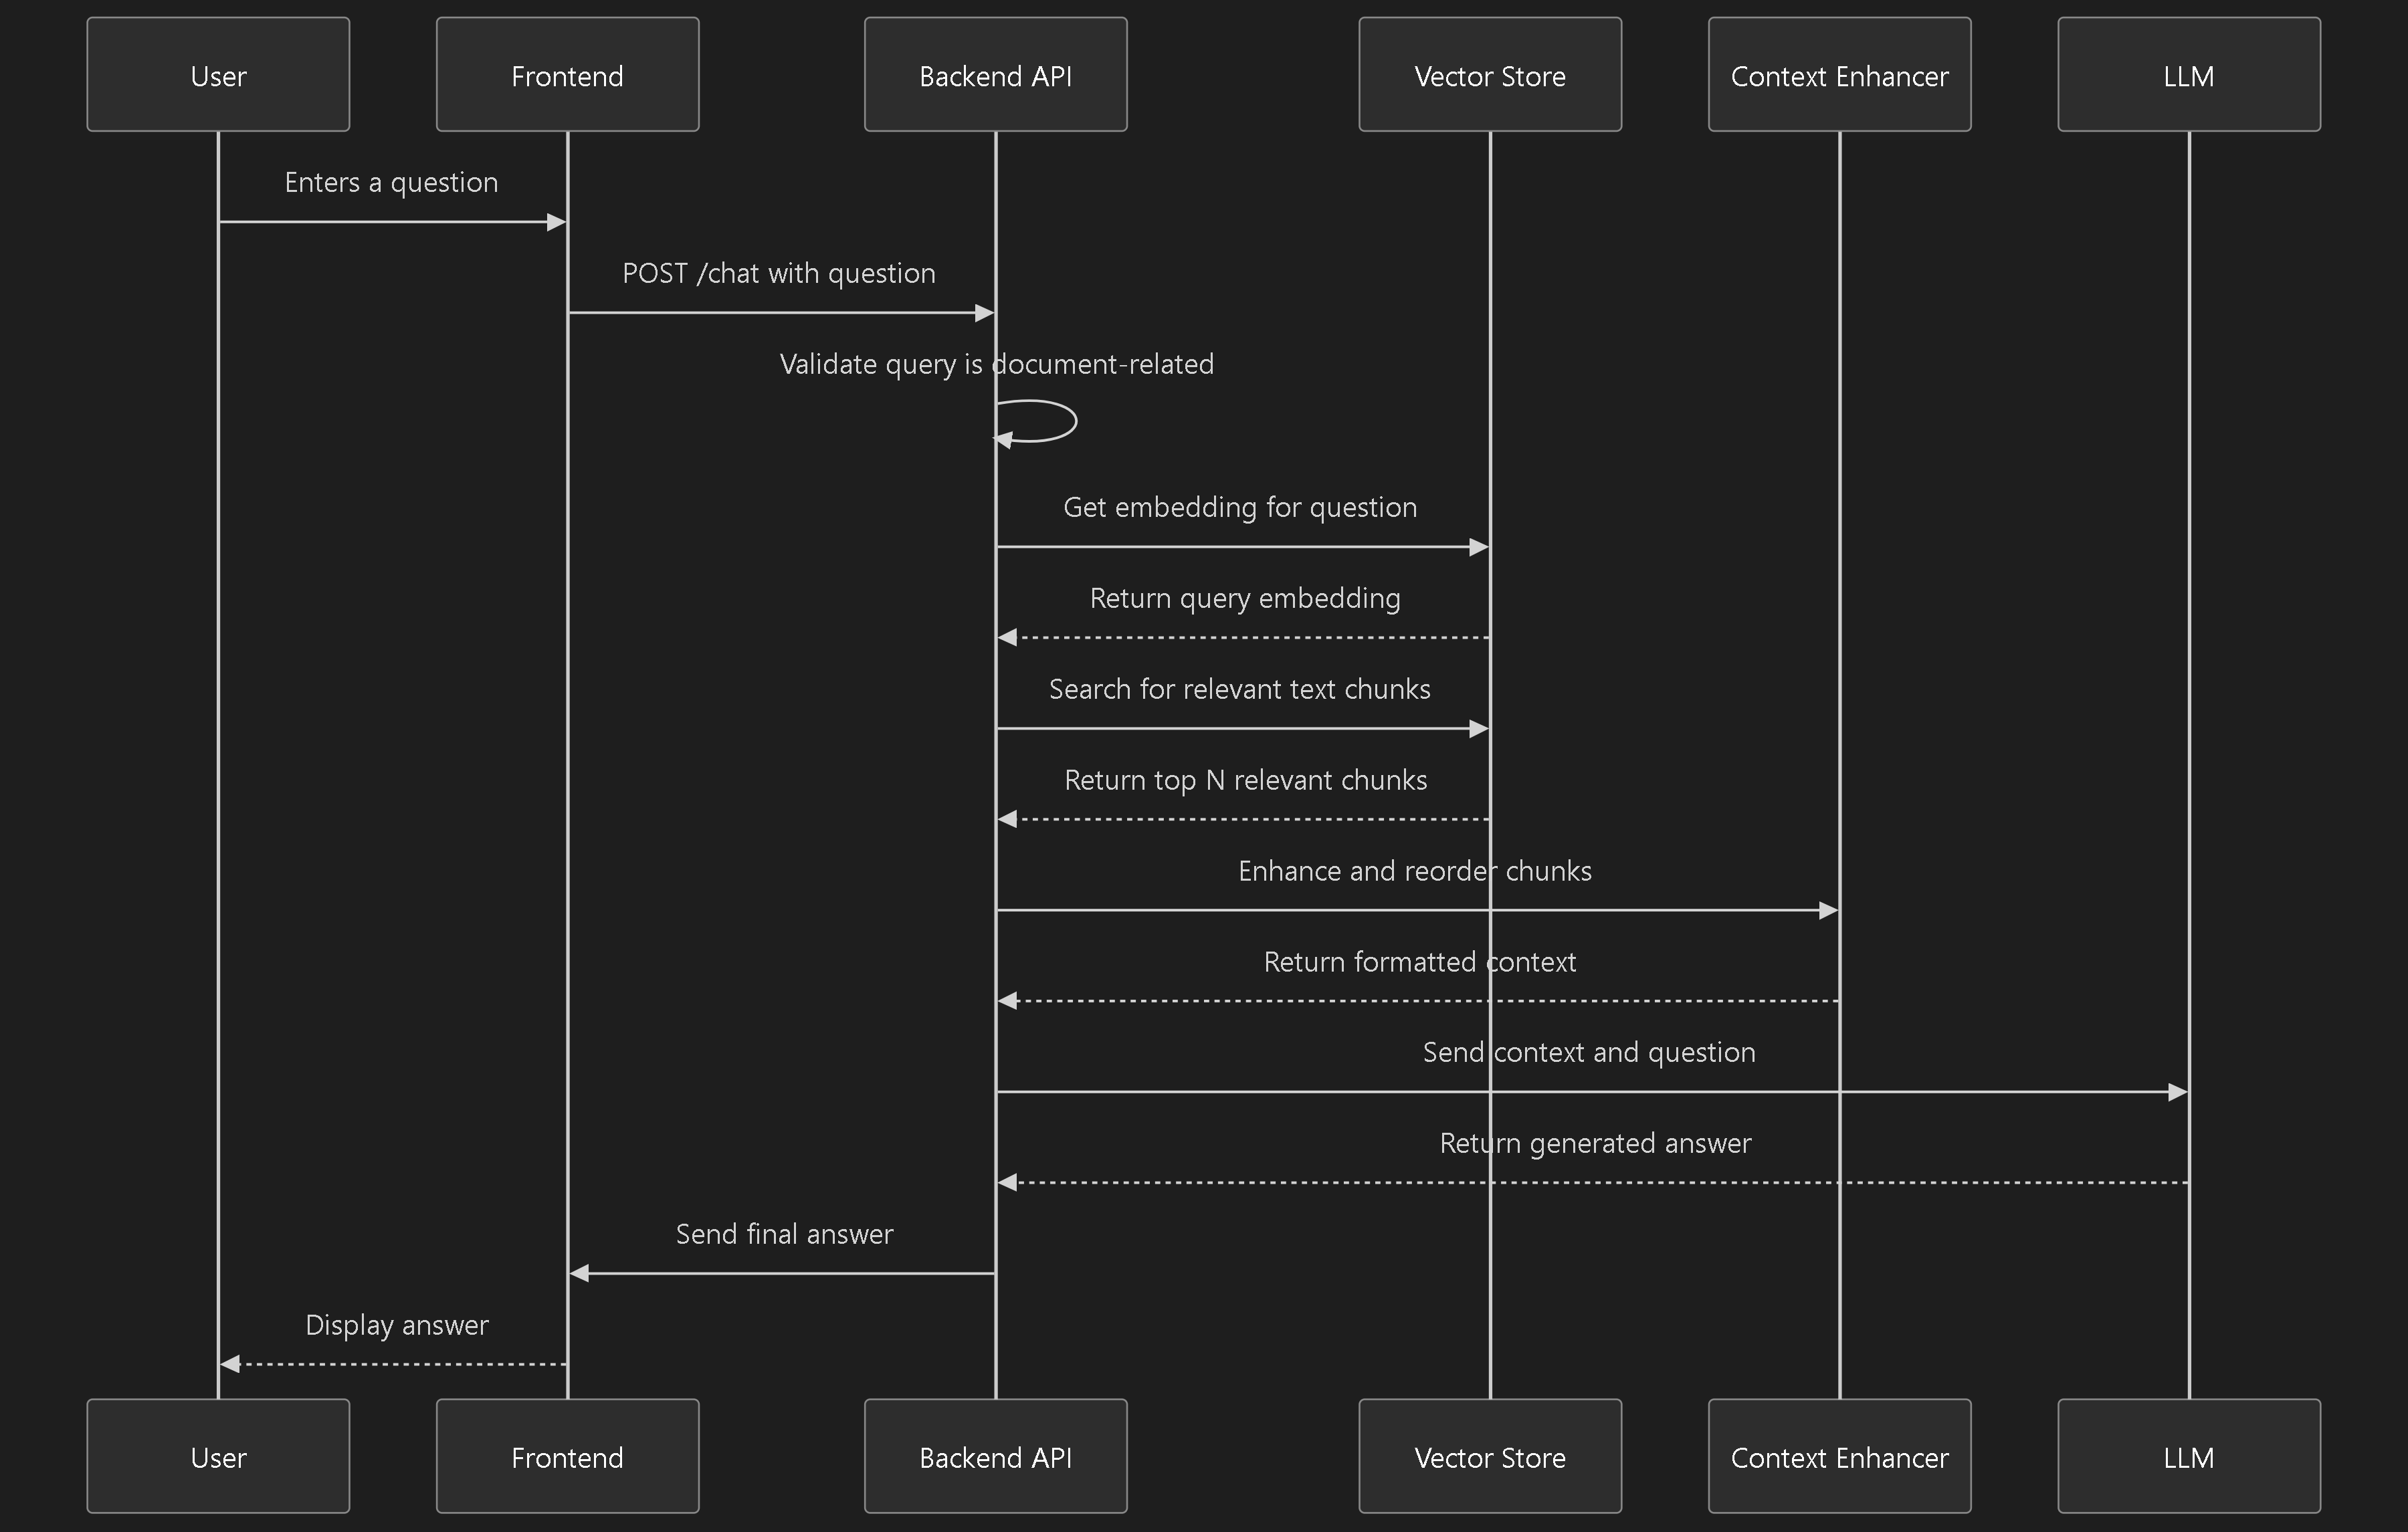 User
Frontend
Backend API
Vector Store
Context Enhancer
LLM
Enters a question
POST /chat with question
Validate query is document-related
Get embedding for question
Return query embedding
Search for relevant text chunks
Return top N relevant chunks
Enhance and reorder chunks
Return formatted context
Send context and question
Return generated answer
Send final answer
Display answer
User
Frontend
Backend API
Vector Store
Context Enhancer
LLM